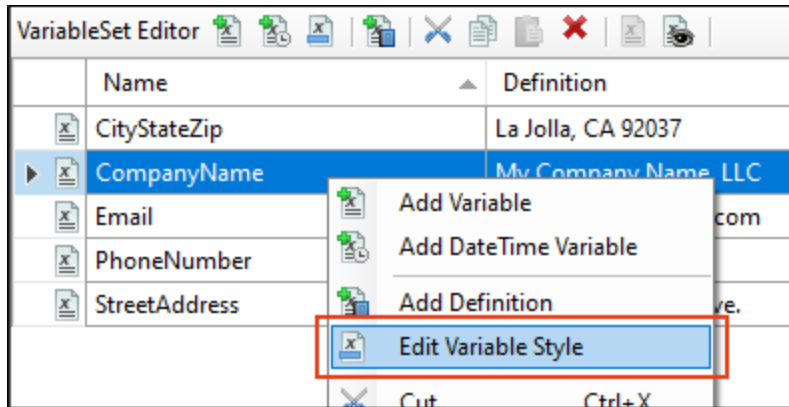 VariableSet Editor
Name Definition
CityStateZip La Jolla, CA 92037
CompanyName My Company Name, LLC
Email com
PhoneNumber
StreetAddress ve.
Add Variable
Add DateTime Variable
Add Definition
Edit Variable Style
Cut Ctrl+X